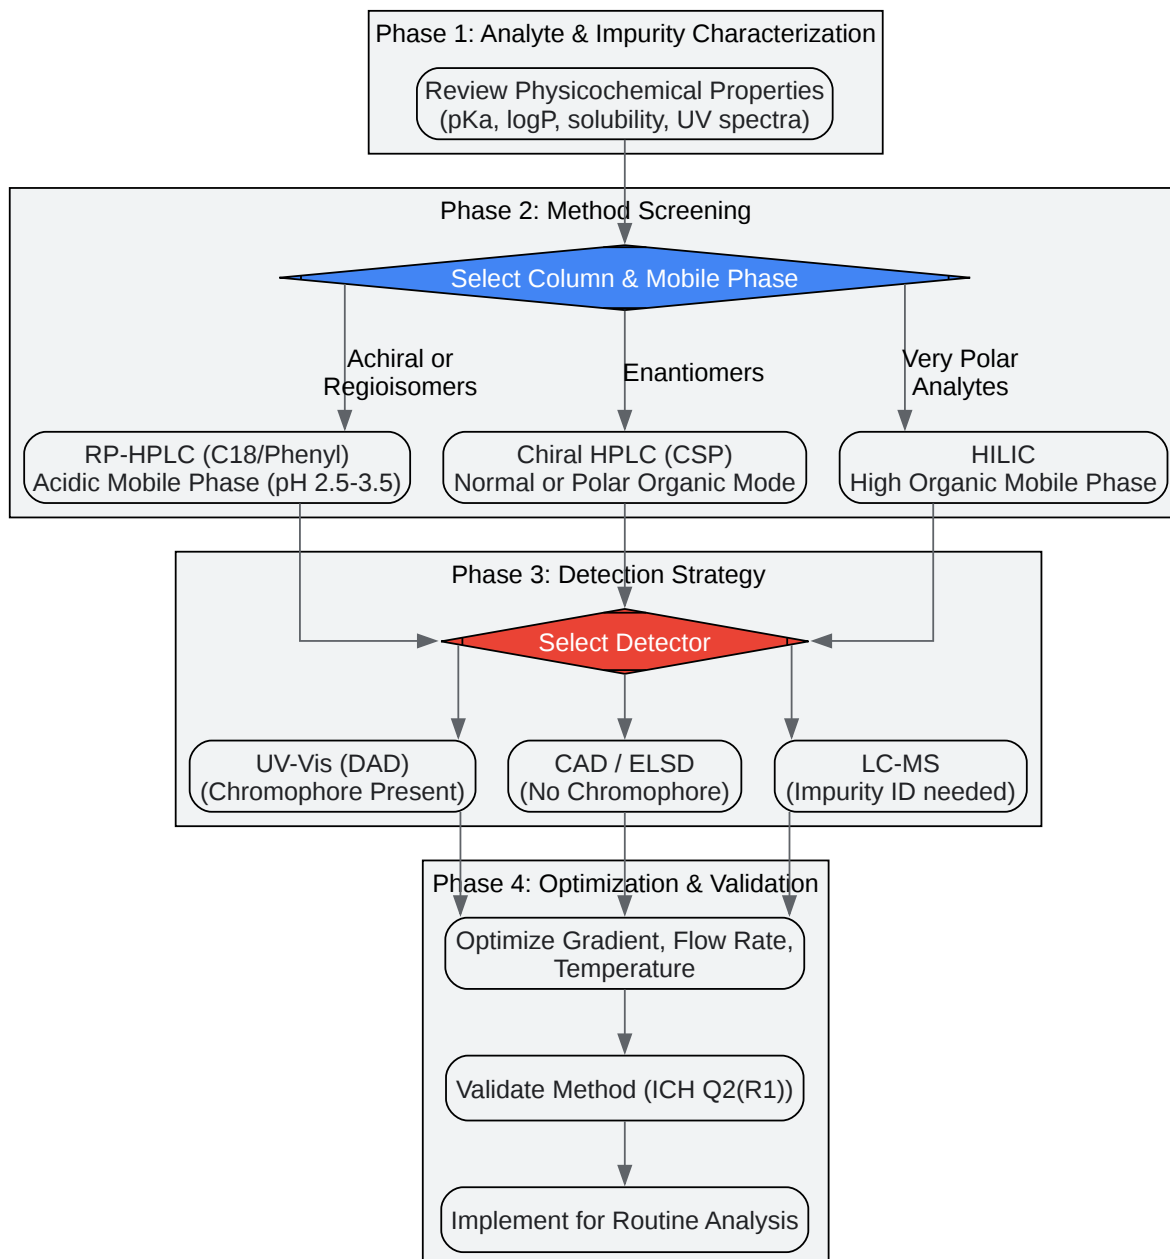 Phase 1: Analyte & Impurity Characterization
Review Physicochemical Properties
(pKa, logP, solubility, UV spectra)
Phase 2: Method Screening
Select Column & Mobile Phase
Achiral or
Regioisomers
Enantiomers
Very Polar
Analytes
RP-HPLC (C18/Phenyl)
Acidic Mobile Phase (pH 2.5-3.5)
Chiral HPLC (CSP)
Normal or Polar Organic Mode
HILIC
High Organic Mobile Phase
Phase 3: Detection Strategy
Select Detector
UV-Vis (DAD)
(Chromophore Present)
CAD / ELSD
(No Chromophore)
LC-MS
(Impurity ID needed)
Phase 4: Optimization & Validation
Optimize Gradient, Flow Rate,
Temperature
Validate Method (ICH Q2(R1))
Implement for Routine Analysis